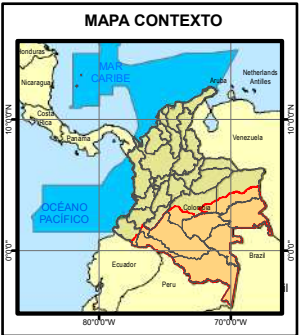 MAPA CONTEXTO
Honduras
MAR
CARIBE
Nicaragua
Aruba
Netherlands
Antilles
Costa
Rica
Panama
10°0'0"N
10°0'0"N
Venezuela
OCÉANO
PACÍFICO
Colombia
0°0'0"
0°0'0"
Ecuador
Brazil
Peru
il
80°0'0"W
70°0'0"W